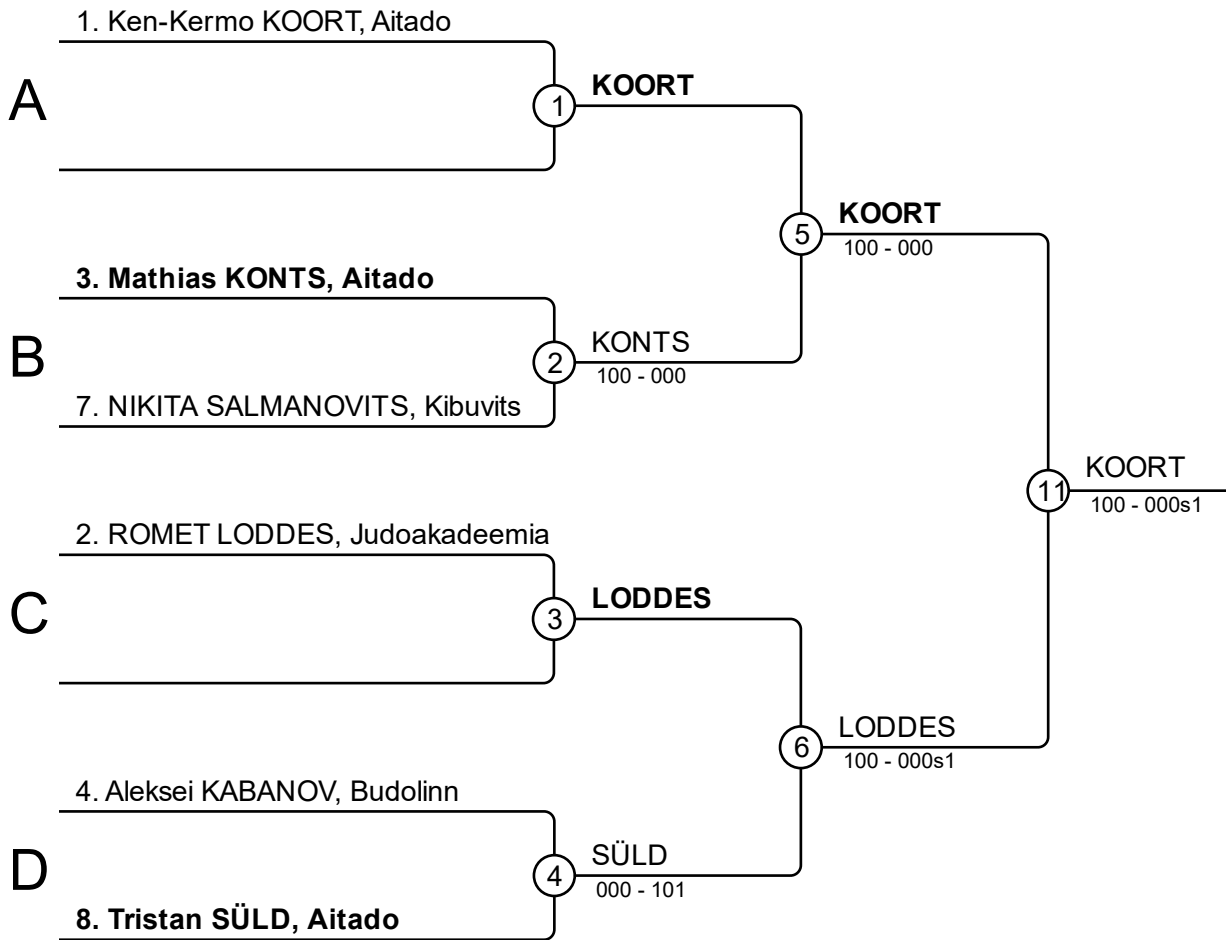 1. Ken-Kermo KOORT, Aitado
A
1
KOORT
5
KOORT
100 - 000
3. Mathias KONTS, Aitado
B
2
KONTS
100 - 000
7. NIKITA SALMANOVITS, Kibuvits
11
KOORT
100 - 000s1
2. ROMET LODDES, Judoakadeemia
C
3
LODDES
6
LODDES
100 - 000s1
4. Aleksei KABANOV, Budolinn
D
4
SÜLD
000 - 101
8. Tristan SÜLD, Aitado